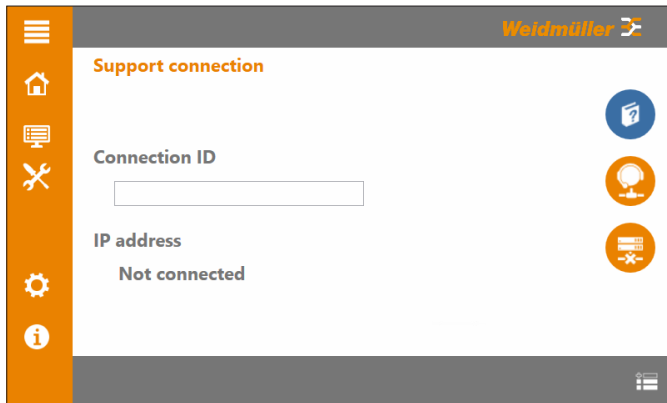 Weidmüller
Support connection
Connection ID
IP address
Not connected